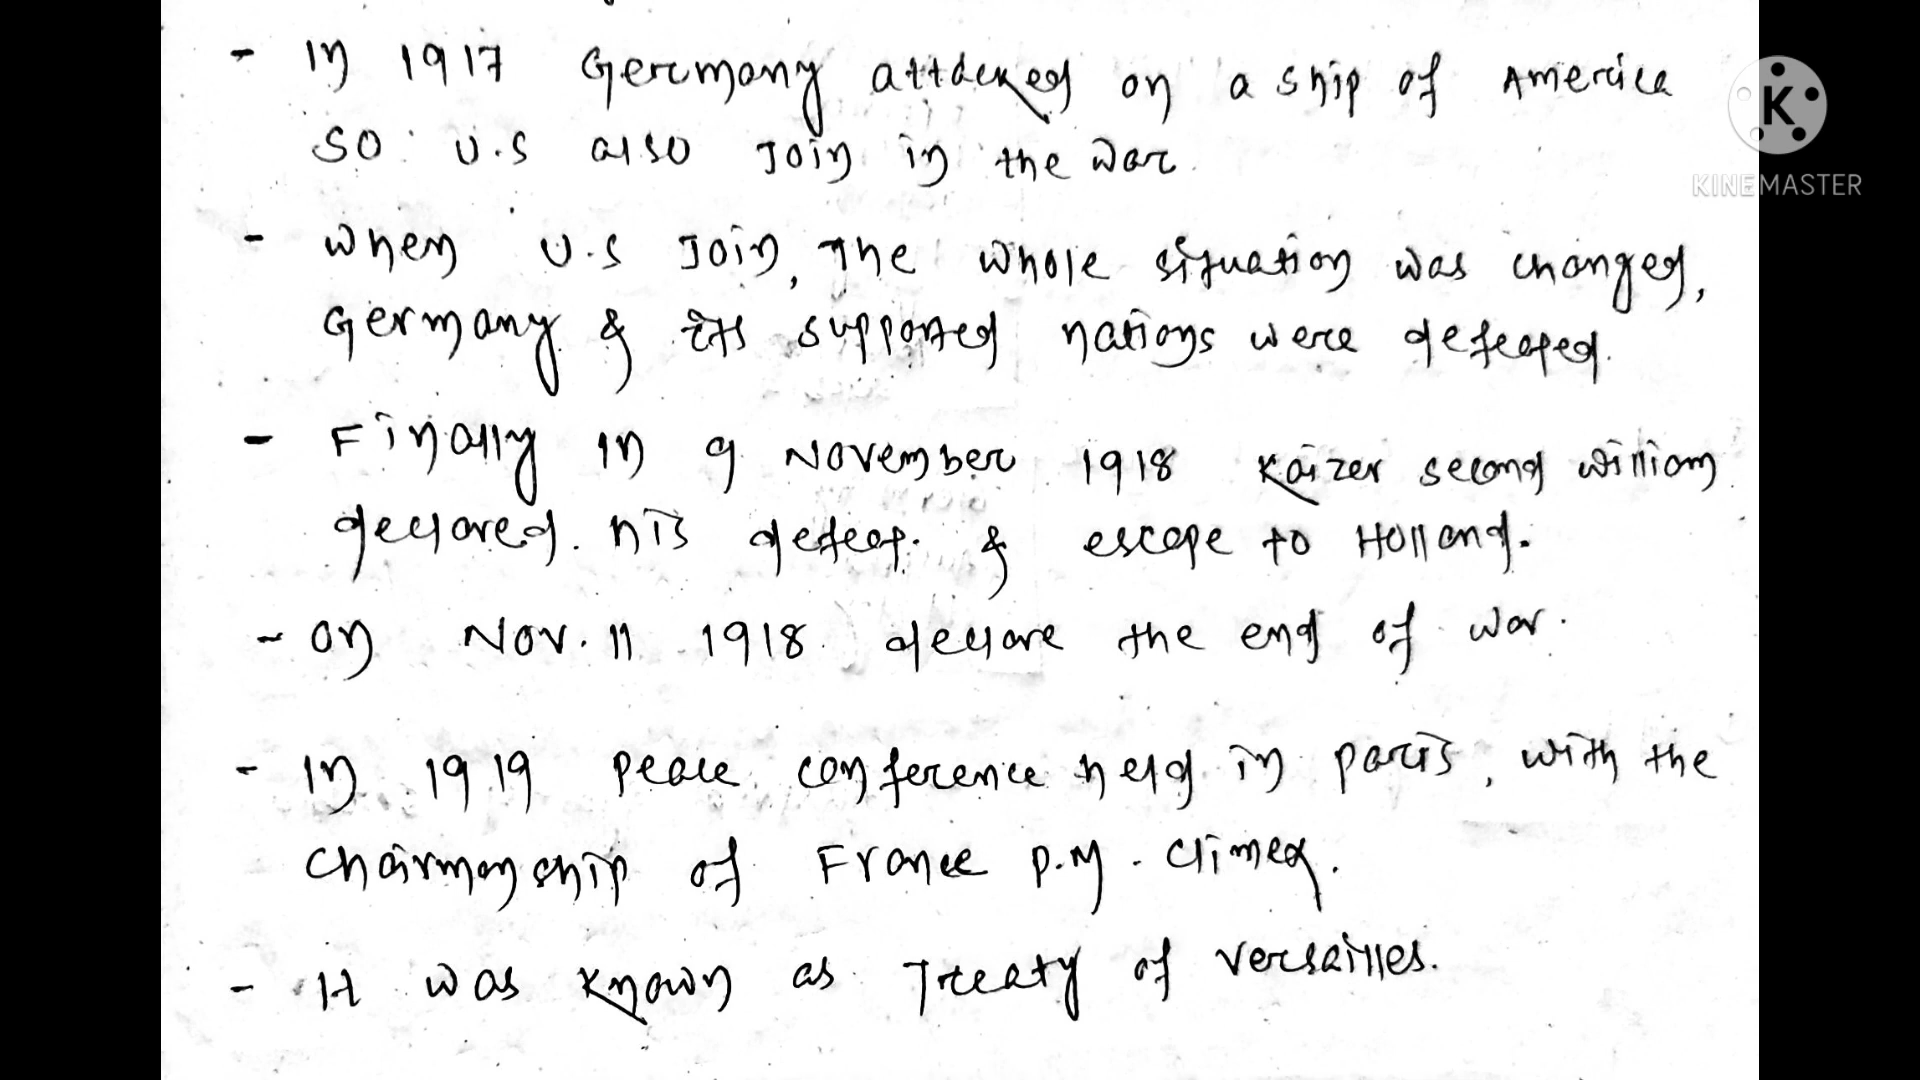 - In 1917 Germany attacked on a ship of America
so U.S also Join in the war.
- When U.S Join, The whole situation was changed,
Germany & its supported nations were defeated.
- Finally in 9 November 1918 Kaizer second william
declared his defeat & escape to Holland.
- on Nov. 11 1918 declare the end of war.
- In 1919 peace conference held in paris, with the
chairmanship of France P.M. Climed.
- It was known as Treaty of Versailles.
K
KINEMASTER